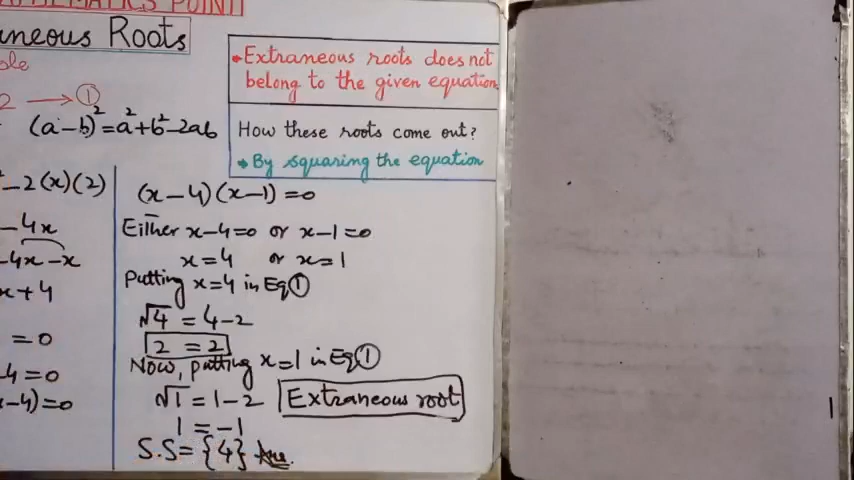 MATHEMATICS POINT
neous Roots
ple
2 → ①
(a-b)² = a² + b² - 2ab
-2(x)(2)
-4x
-4x - x
x + 4
= 0
4 = 0
x-4) = 0
• Extraneous roots does not
belong to the given equation.
How these roots come out?
• By squaring the equation
(x-4)(x-1) = 0
Either x-4=0 or x-1=0
x=4 or x=1
Putting x=4 in Eq①
√4 = 4-2
2 = 2
Now, putting x=1 in Eq①
√1 = 1-2 Extraneous root
1 = -1
S.S = {4} Ans.